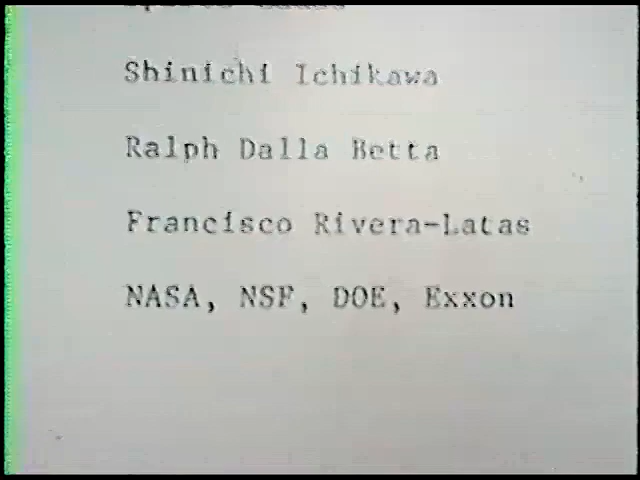 Shinichi Ichikawa
Ralph Dalla Betta
Francisco Rivera-Latas
NASA, NSF, DOE, Exxon